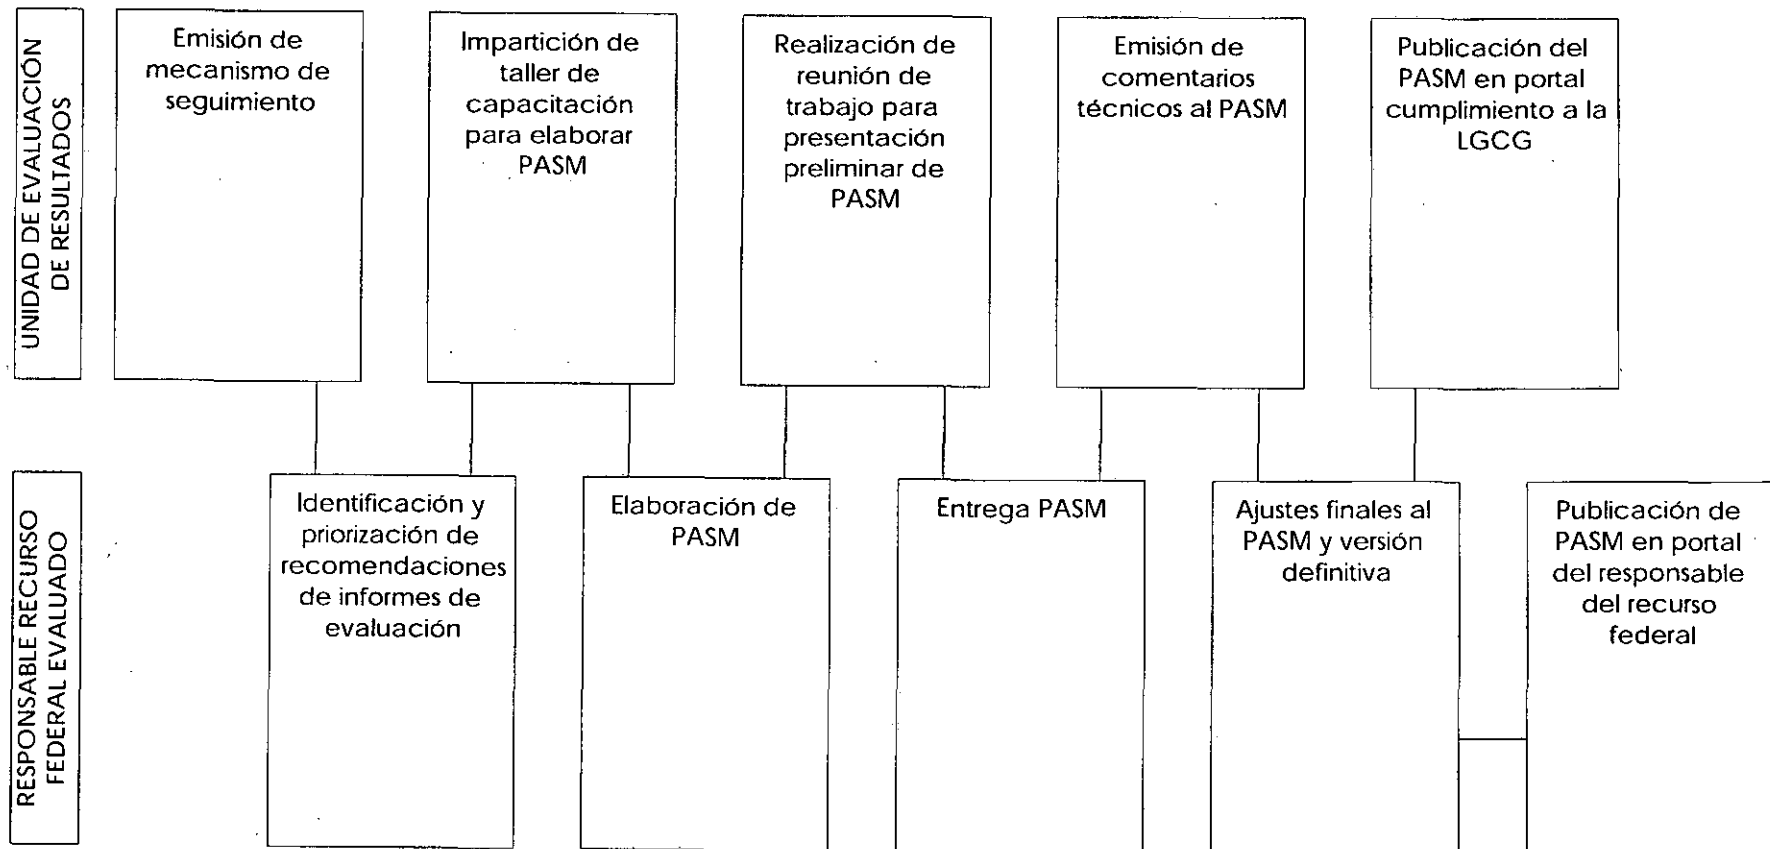 UNIDAD DE EVALUACIÓN
DE RESULTADOS
Emisión de
mecanismo de
seguimiento
Impartición de
taller de
capacitación
para elaborar
PASM
Realización de
reunión de
trabajo para
presentación
preliminar de
PASM
Emisión de
comentarios
técnicos al PASM
Publicación del
PASM en portal
cumplimiento a la
LGCG
RESPONSABLE RECURSO
FEDERAL EVALUADO
Identificación y
priorización de
recomendaciones
de informes de
evaluación
Elaboración de
PASM
Entrega PASM
Ajustes finales al
PASM y versión
definitiva
Publicación de
PASM en portal
del responsable
del recurso
federal